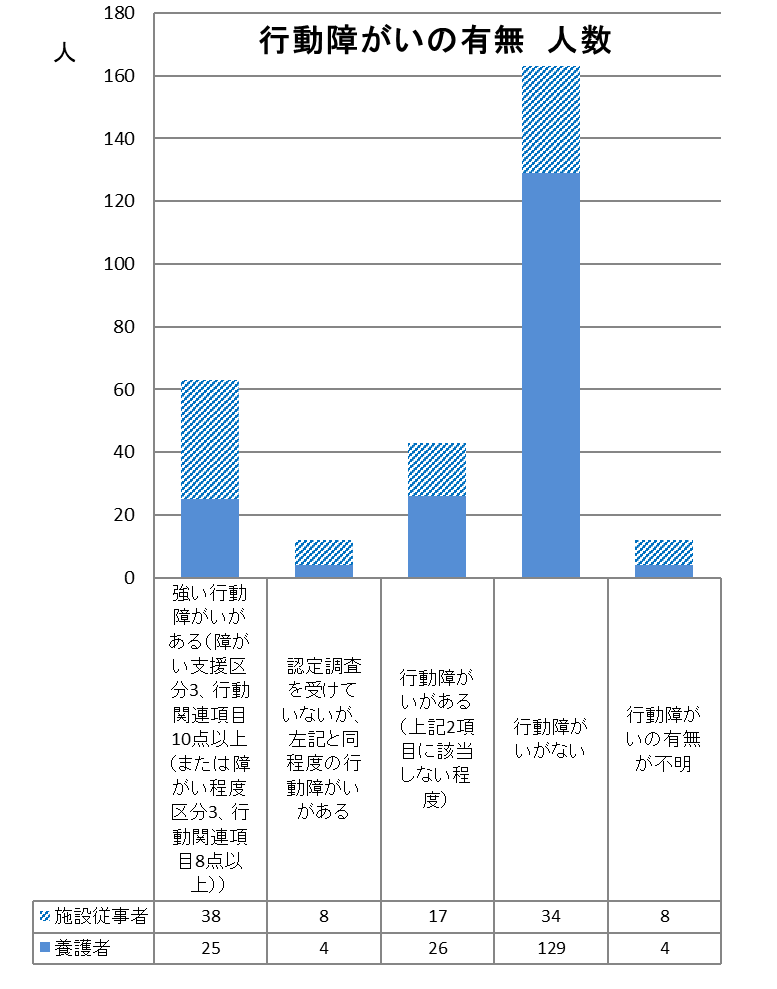 行動障がいの有無　人数
人
180
160
140
120
100
80
60
40
20
0
強い行動
障がいが
ある（障が
い支援区
分3、行動
関連項目
10点以上
（または障
がい程度
区分3、行
動関連項
目8点以
上））
認定調査
を受けて
いないが、
左記と同
程度の行
動障がい
がある
行動障が
いがある
（上記2項
目に該当
しない程
度）
行動障が
いがない
行動障が
いの有無
が不明
施設従事者 38 8 17 34 8
養護者 25 4 26 129 4